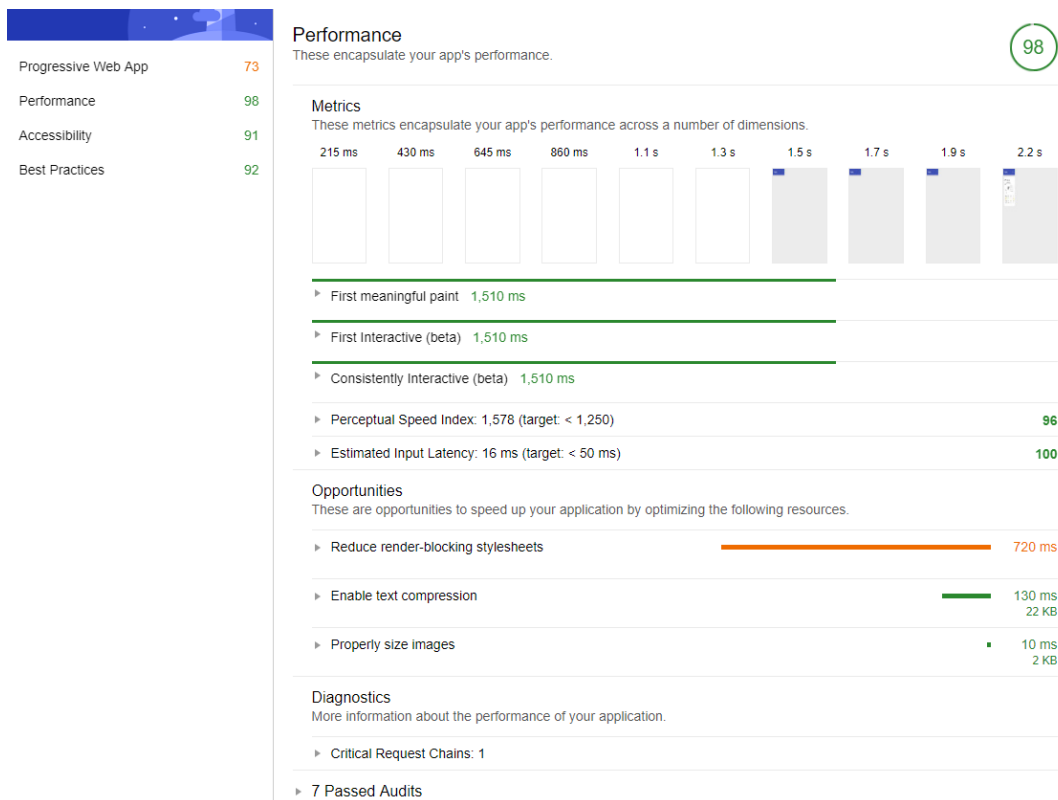 Progressive Web App 73
Performance 98
Accessibility 91
Best Practices 92
Performance
These encapsulate your app's performance.
98
Metrics
These metrics encapsulate your app's performance across a number of dimensions.
215 ms 430 ms 645 ms 860 ms 1.1 s 1.3 s 1.5 s 1.7 s 1.9 s 2.2 s
First meaningful paint 1,510 ms
First Interactive (beta) 1,510 ms
Consistently Interactive (beta) 1,510 ms
Perceptual Speed Index: 1,578 (target: < 1,250) 96
Estimated Input Latency: 16 ms (target: < 50 ms) 100
Opportunities
These are opportunities to speed up your application by optimizing the following resources.
Reduce render-blocking stylesheets 720 ms
Enable text compression 130 ms
22 KB
Properly size images 10 ms
2 KB
Diagnostics
More information about the performance of your application.
Critical Request Chains: 1
7 Passed Audits